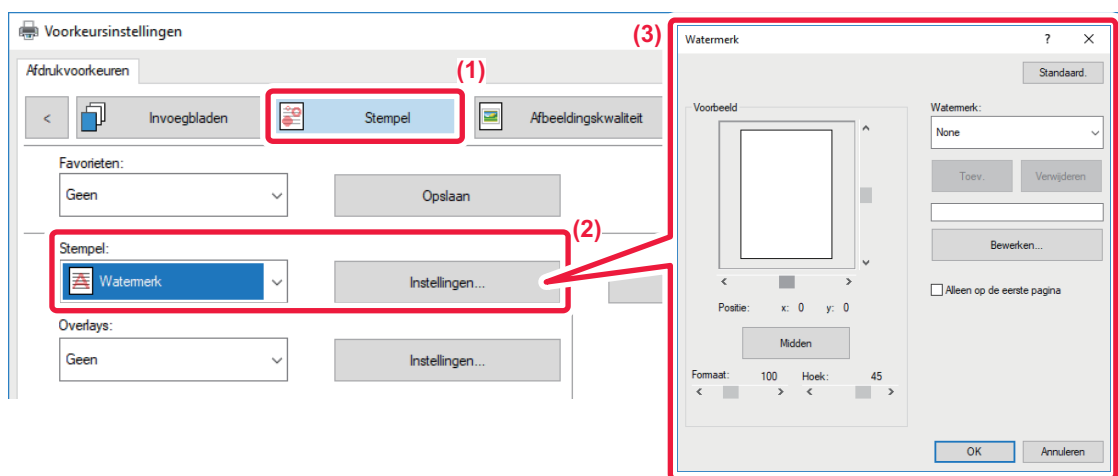 Voorkeursinstellingen
Afdrukvoorkeuren
(1)
<
Invoegbladen
Stempel
Afbeeldingskwaliteit
Favorieten:
Geen
Opslaan
(2)
Stempel:
Watermerk
Instellingen...
Overlays:
Geen
Instellingen...
(3)
Watermerk
?
Standaard.
Voorbeeld
Watermerk:
None
Toev.
Verwijderen
Bewerken...
Alleen op de eerste pagina
Positie: x: 0 y: 0
Midden
Formaat: 100 Hoek: 45
OK
Annuleren